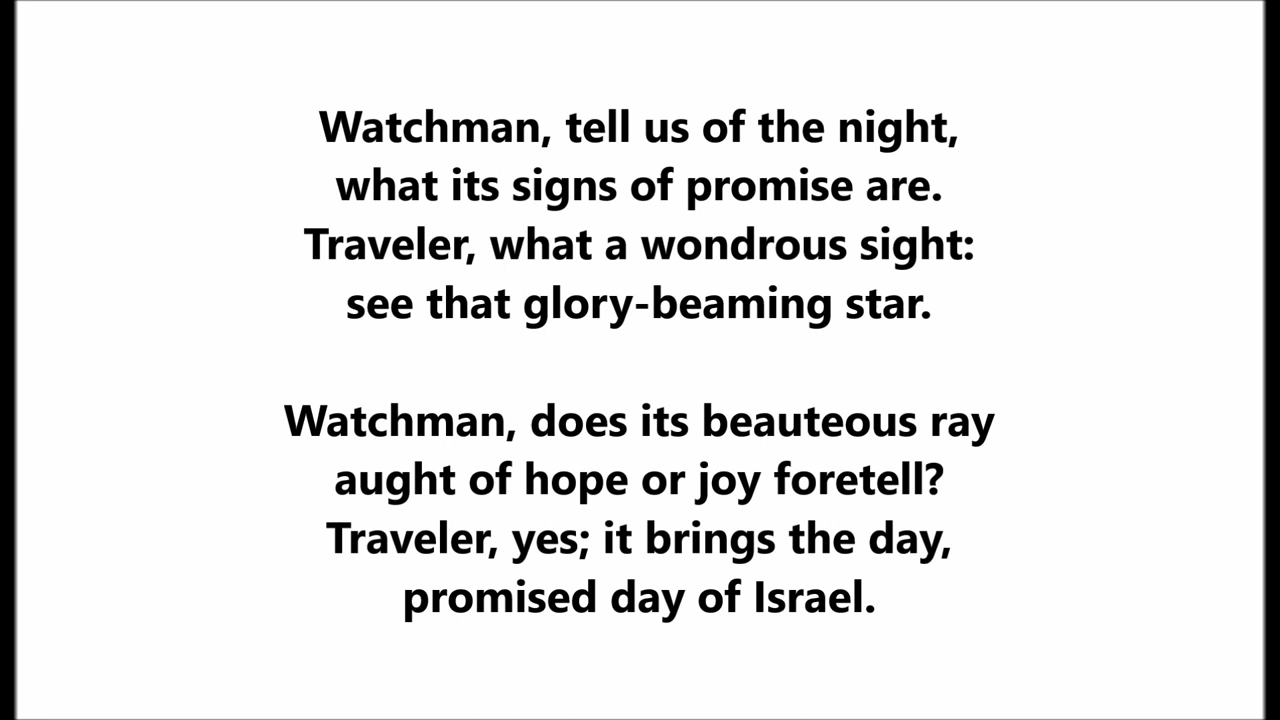 Watchman, tell us of the night,
what its signs of promise are.
Traveler, what a wondrous sight:
see that glory-beaming star.
Watchman, does its beauteous ray
aught of hope or joy foretell?
Traveler, yes; it brings the day,
promised day of Israel.